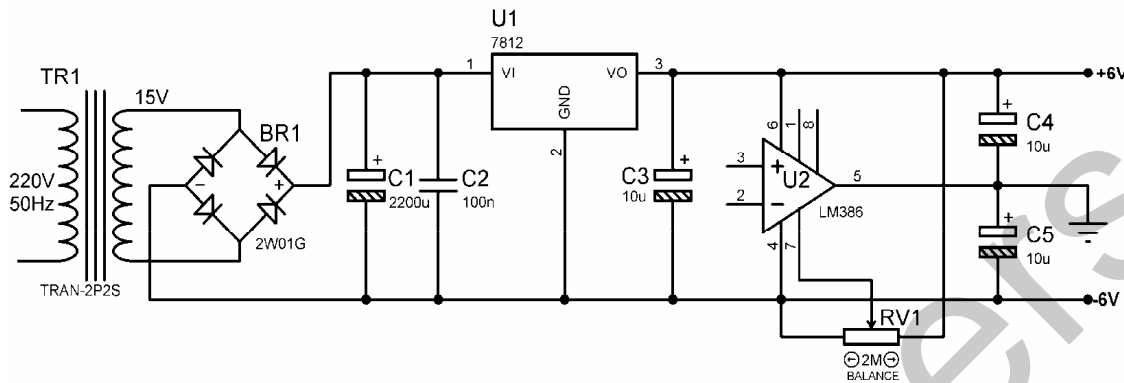 U1
7812
TR1
15V
BR1
220V
50Hz
2W01G
TRAN-2P2S
1
VI
VO
3
GND
2
+
C1
2200u
C2
100n
+
C3
10u
6
1
8
3
2
+
−
U2
5
LM386
4
7
RV1
2M
BALANCE
+
C4
10u
+
C5
10u
+6V
-6V
−
+
ers